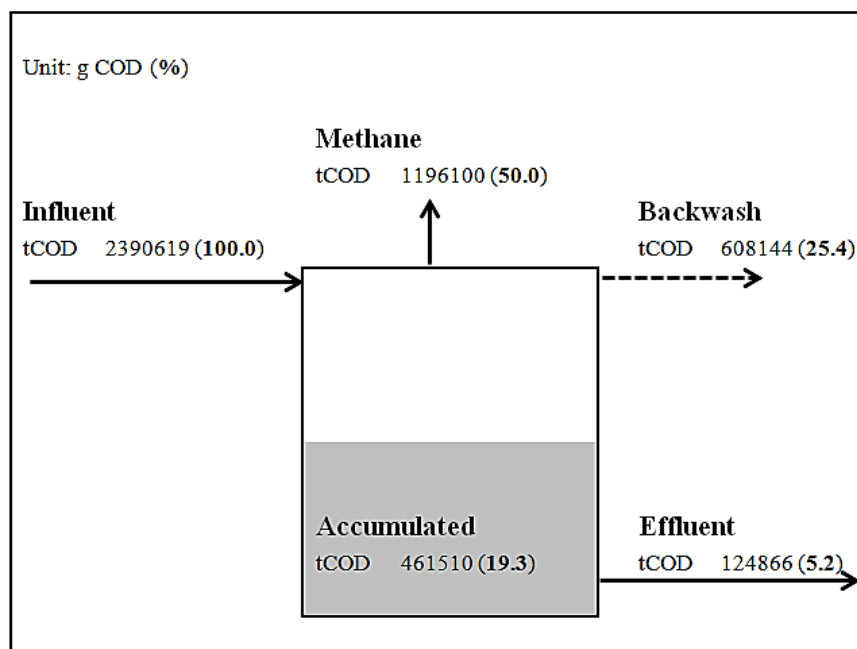 Unit: g COD (%)
Methane
tCOD 1196100 (50.0)
Influent
tCOD 2390619 (100.0)
Backwash
tCOD 608144 (25.4)
Accumulated
tCOD 461510 (19.3)
Effluent
tCOD 124866 (5.2)